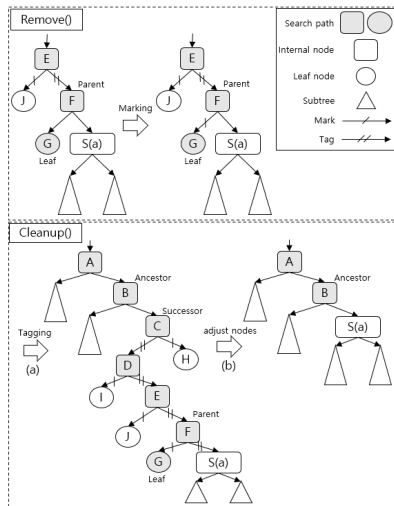 Remove()
Search path
Internal node
Leaf node
Subtree
Mark
Tag
E
Parent
J
F
G
S(a)
Leaf
Marking
E
Parent
J
F
G
S(a)
Leaf
Cleanup()
A
Ancestor
B
Successor
C
Tagging
(a)
D
H
I
E
Parent
J
F
G
S(a)
Leaf
adjust nodes
(b)
A
Ancestor
B
S(a)